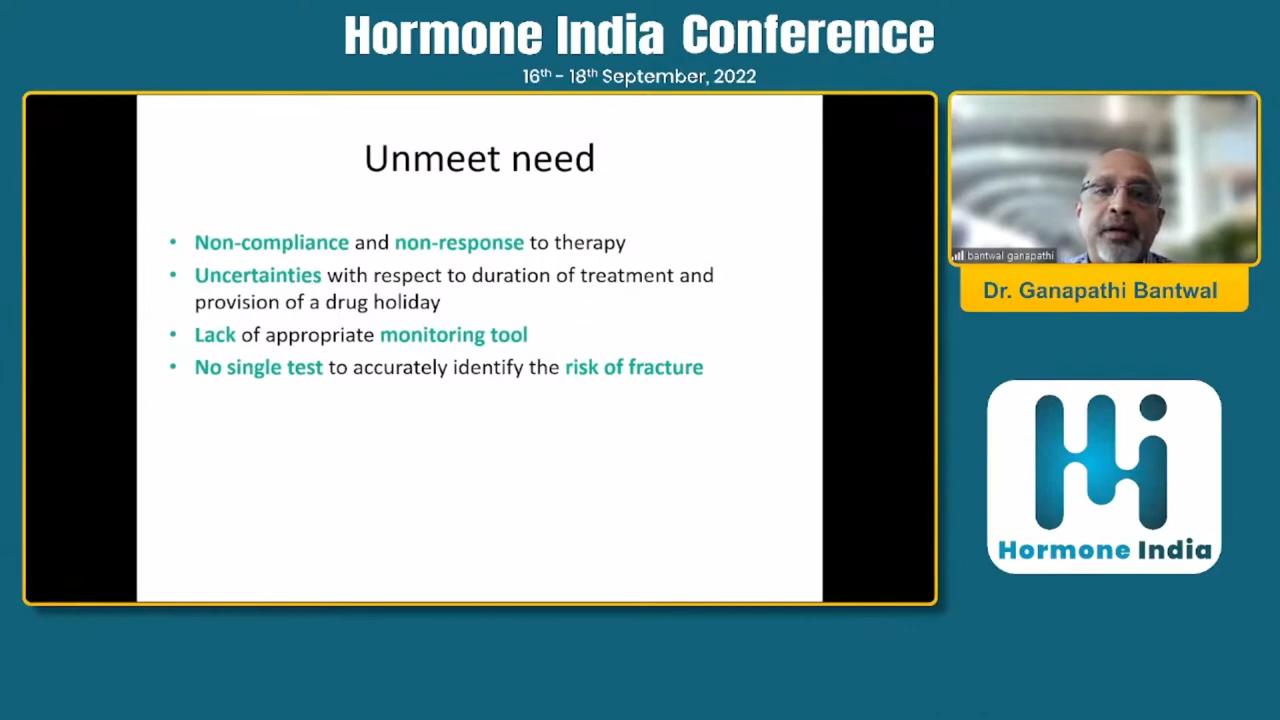 Hormone India Conference
16th - 18th September, 2022
Unmeet need
• Non-compliance and non-response to therapy
• Uncertainties with respect to duration of treatment and
provision of a drug holiday
• Lack of appropriate monitoring tool
• No single test to accurately identify the risk of fracture
bantwal ganapathi
Dr. Ganapathi Bantwal
Hi
Hormone India